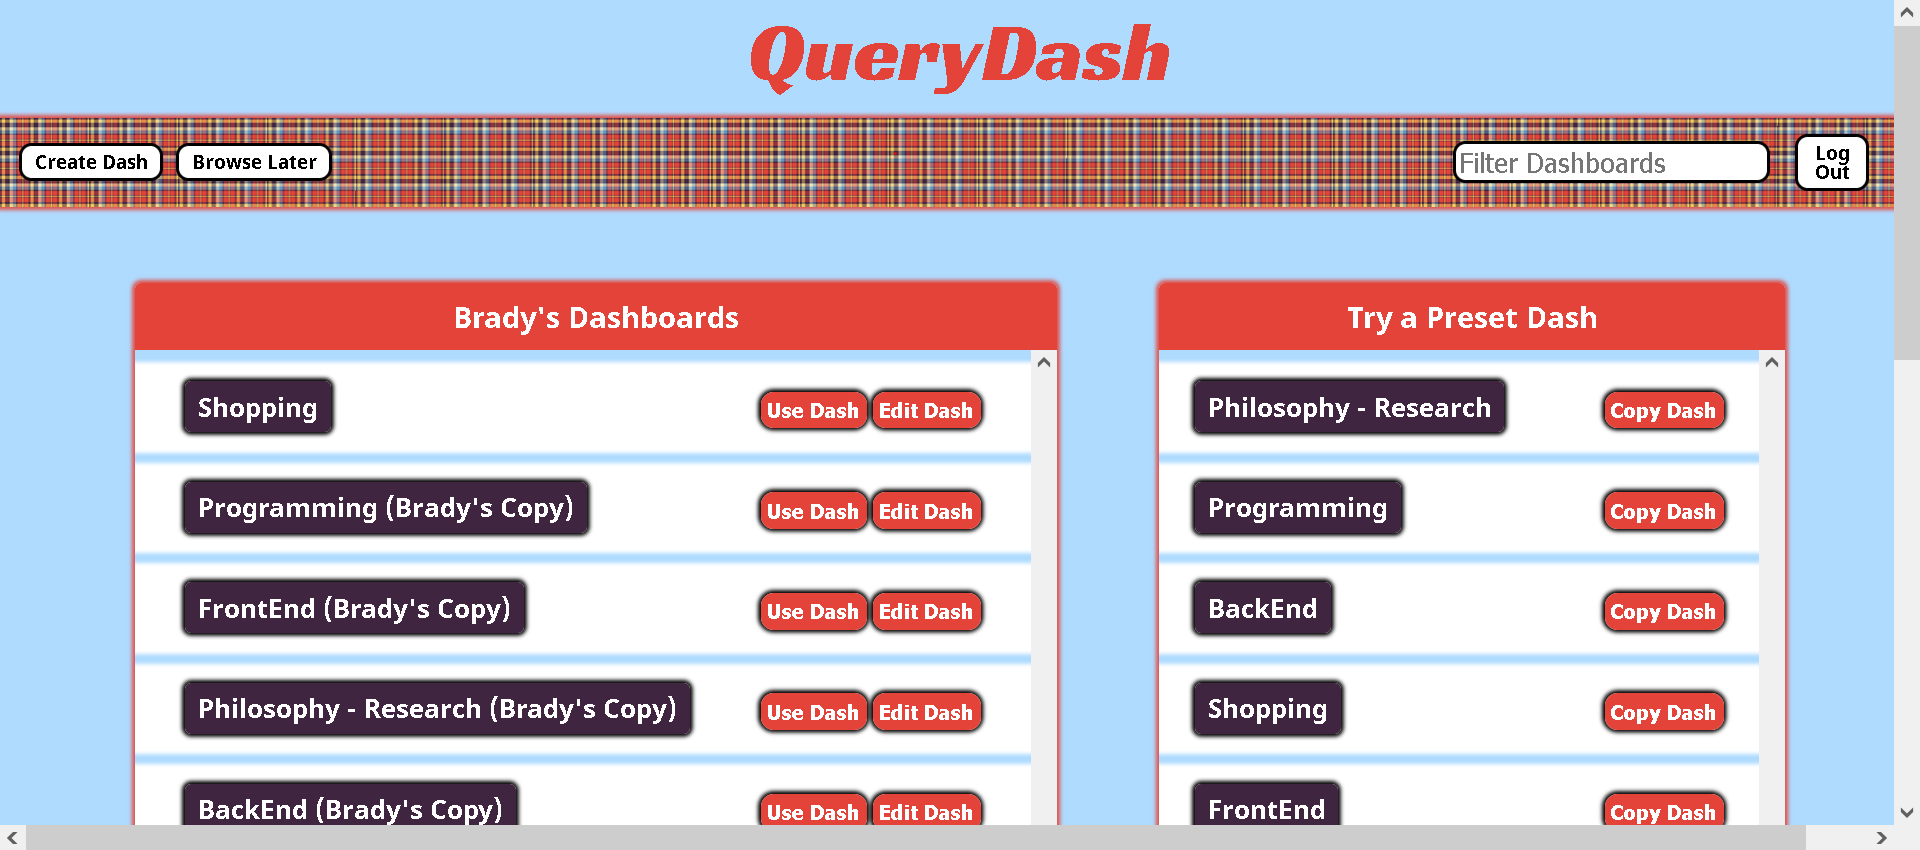 QueryDash
Create Dash
Browse Later
Filter Dashboards
Log
Out
Brady's Dashboards
Shopping
Use Dash
Edit Dash
Programming (Brady's Copy)
Use Dash
Edit Dash
FrontEnd (Brady's Copy)
Use Dash
Edit Dash
Philosophy - Research (Brady's Copy)
Use Dash
Edit Dash
BackEnd (Brady's Copy)
Use Dash
Edit Dash
Try a Preset Dash
Philosophy - Research
Copy Dash
Programming
Copy Dash
BackEnd
Copy Dash
Shopping
Copy Dash
FrontEnd
Copy Dash